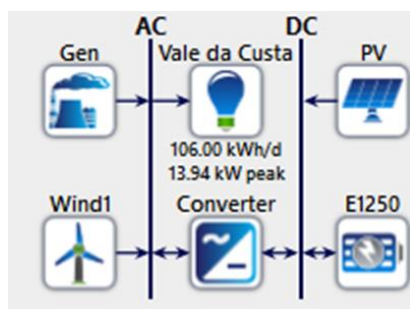 AC DC
Gen Vale da Custa PV
106.00 kWh/d
13.94 kW peak
Wind1 Converter E1250